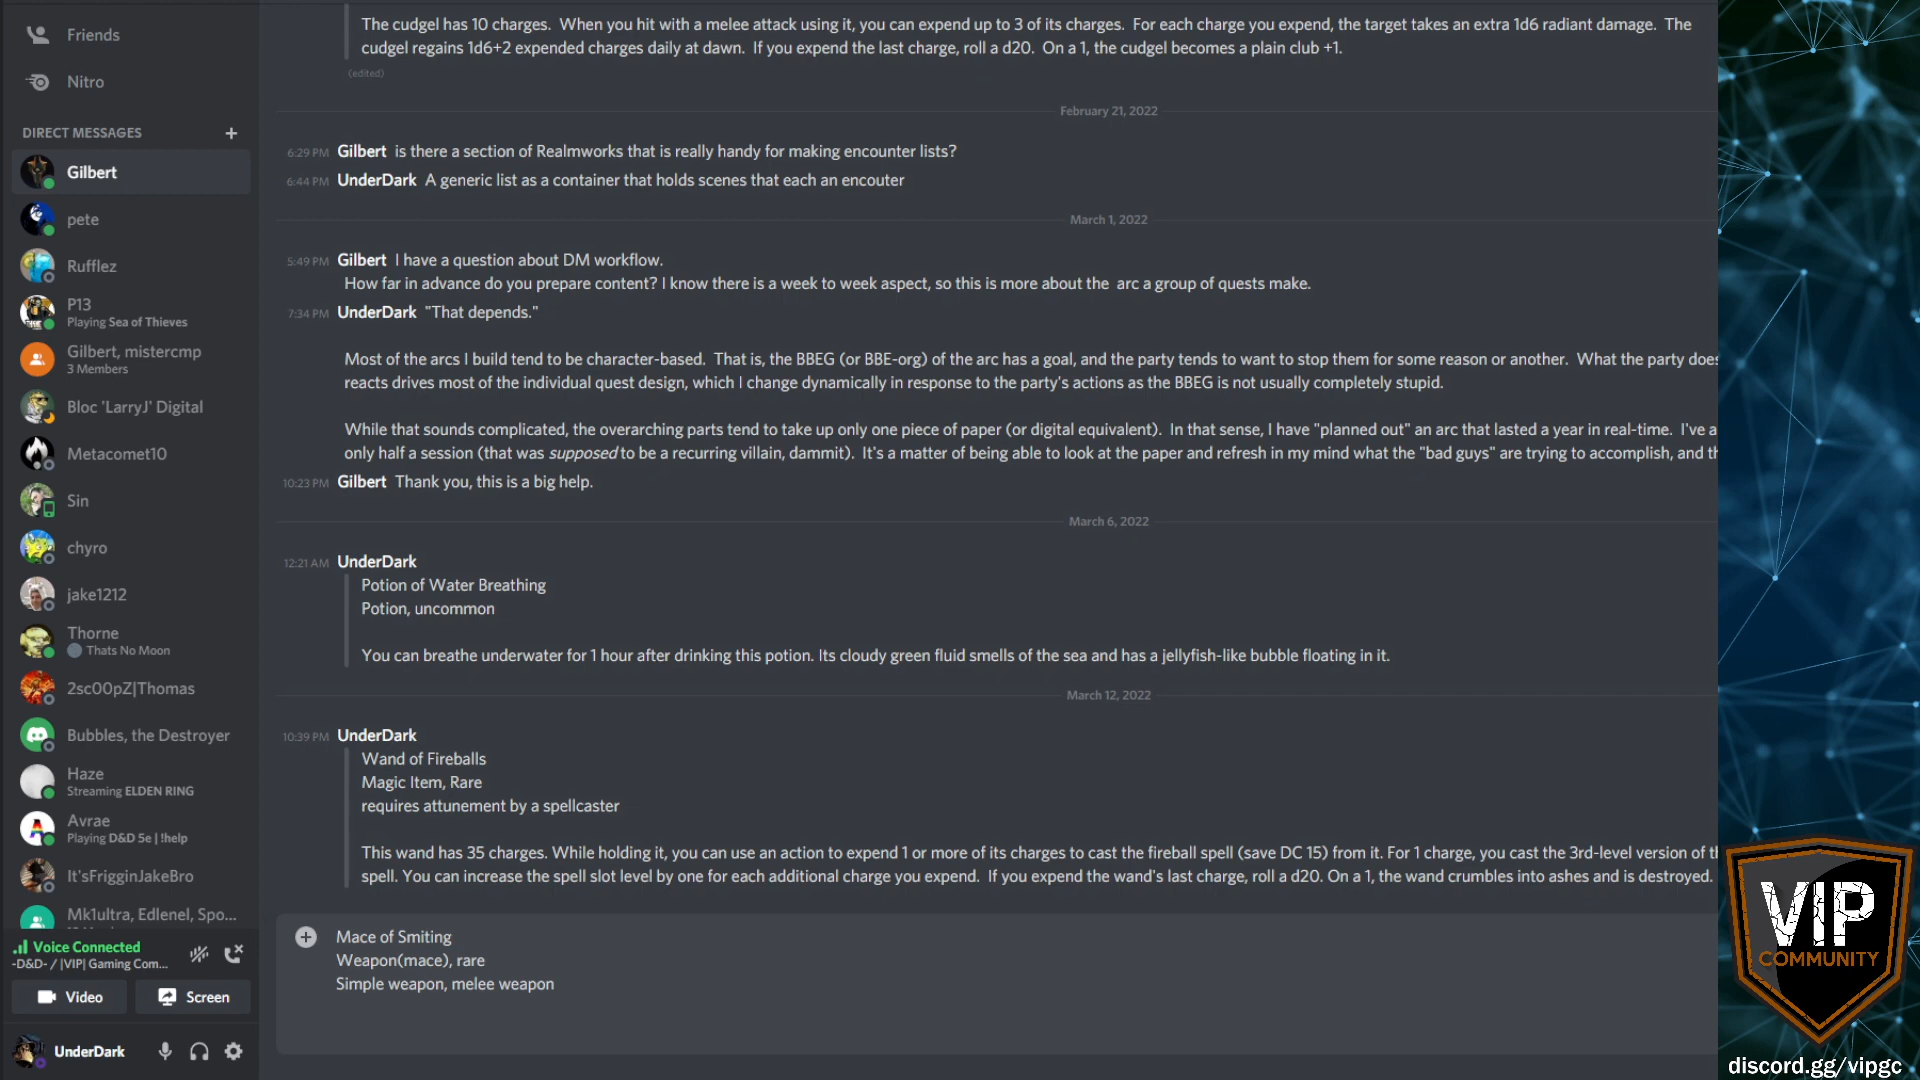 Friends
Nitro
DIRECT MESSAGES +
Gilbert
pete
Rufflez
P13
Playing Sea of Thieves
Gilbert, mistercmp
3 Members
Bloc 'LarryJ' Digital
Metacomet10
Sin
chyro
jake1212
Thorne
Thats No Moon
2sc00pZ|Thomas
Bubbles, the Destroyer
Haze
Streaming ELDEN RING
Avrae
Playing D&D 5e | !help
It'sFrigginJakeBro
Mk1ultra, Edlenel, Spo...
Voice Connected
-D&D- / |VIP| Gaming Com...
Video
Screen
UnderDark
The cudgel has 10 charges.  When you hit with a melee attack using it, you can expend up to 3 of its charges.  For each charge you expend, the target takes an extra 1d6 radiant damage.  The
cudgel regains 1d6+2 expended charges daily at dawn.  If you expend the last charge, roll a d20.  On a 1, the cudgel becomes a plain club +1.
(edited)
February 21, 2022
6:29 PM Gilbert is there a section of Realmworks that is really handy for making encounter lists?
6:44 PM UnderDark A generic list as a container that holds scenes that each an encouter
March 1, 2022
5:49 PM Gilbert I have a question about DM workflow.
How far in advance do you prepare content? I know there is a week to week aspect, so this is more about the  arc a group of quests make.
7:34 PM UnderDark "That depends."
Most of the arcs I build tend to be character-based.  That is, the BBEG (or BBE-org) of the arc has a goal, and the party tends to want to stop them for some reason or another.  What the party does
reacts drives most of the individual quest design, which I change dynamically in response to the party's actions as the BBEG is not usually completely stupid.
While that sounds complicated, the overarching parts tend to take up only one piece of paper (or digital equivalent).  In that sense, I have "planned out" an arc that lasted a year in real-time.  I've a
only half a session (that was supposed to be a recurring villain, dammit).  It's a matter of being able to look at the paper and refresh in my mind what the "bad guys" are trying to accomplish, and
10:23 PM Gilbert Thank you, this is a big help.
March 6, 2022
12:21 AM UnderDark
Potion of Water Breathing
Potion, uncommon
You can breathe underwater for 1 hour after drinking this potion. Its cloudy green fluid smells of the sea and has a jellyfish-like bubble floating in it.
March 12, 2022
10:39 PM UnderDark
Wand of Fireballs
Magic Item, Rare
requires attunement by a spellcaster
This wand has 35 charges. While holding it, you can use an action to expend 1 or more of its charges to cast the fireball spell (save DC 15) from it. For 1 charge, you cast the 3rd-level version of
spell. You can increase the spell slot level by one for each additional charge you expend.  If you expend the wand's last charge, roll a d20. On a 1, the wand crumbles into ashes and is destroyed.
Mace of Smiting
Weapon(mace), rare
Simple weapon, melee weapon
VIP
COMMUNITY
discord.gg/vipgc